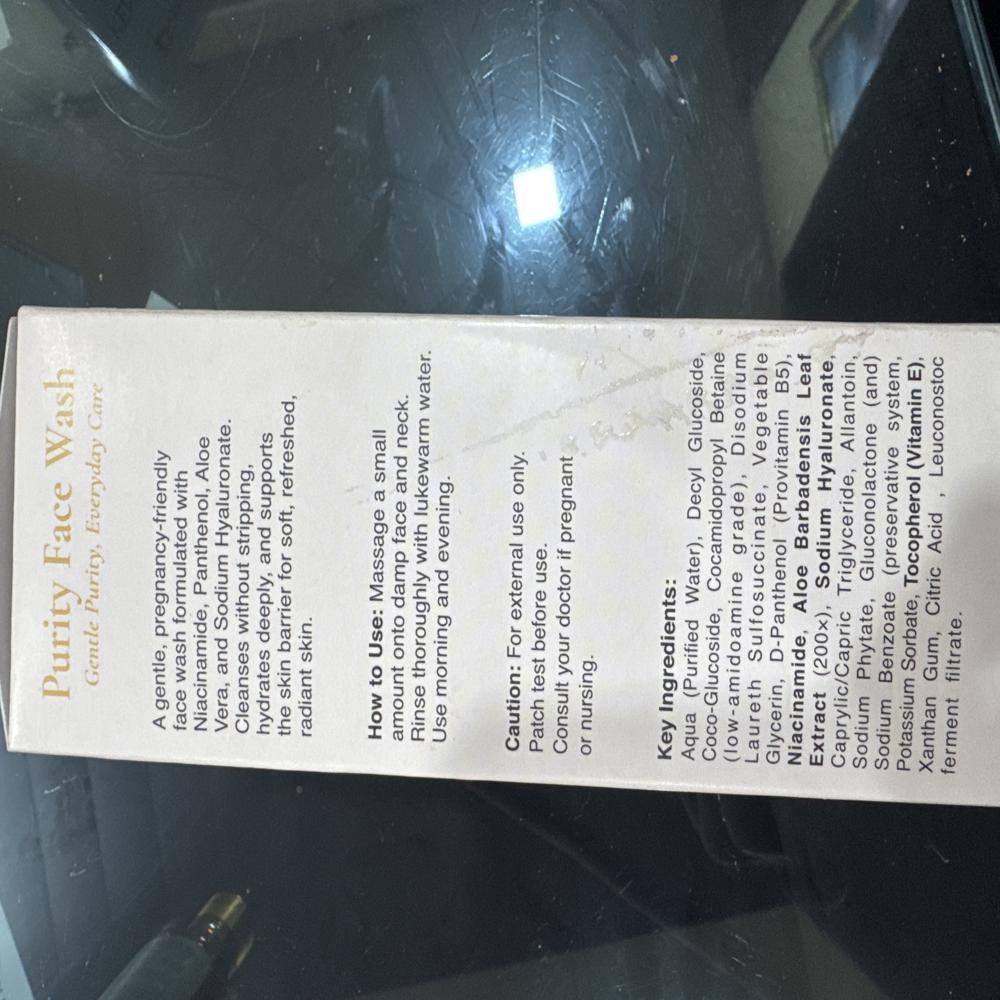 Purity Face Wash
Gentle Purity, Everyday Care
A gentle, pregnancy-friendly
face wash formulated with
Niacinamide, Panthenol, Aloe
Vera, and Sodium Hyaluronate.
Cleanses without stripping,
hydrates deeply, and supports
the skin barrier for soft, refreshed,
radiant skin.
How to Use: Massage a small
amount onto damp face and neck.
Rinse thoroughly with lukewarm water.
Use morning and evening.
Caution: For external use only.
Patch test before use.
Consult your doctor if pregnant
or nursing.
Key Ingredients:
Aqua (Purified Water), Decyl Glucoside,
Coco-Glucoside, Cocamidopropyl Betaine
(low-amidoamine grade), Disodium
Laureth Sulfosuccinate, Vegetable
Glycerin, D-Panthenol (Provitamin B5),
Niacinamide, Aloe Barbadensis Leaf
Extract (200×), Sodium Hyaluronate,
Caprylic/Capric Triglyceride, Allantoin,
Sodium Phytate, Gluconolactone (and)
Sodium Benzoate (preservative system,
Potassium Sorbate, Tocopherol (Vitamin E),
Xanthan Gum, Citric Acid , Leuconostoc
ferment filtrate.